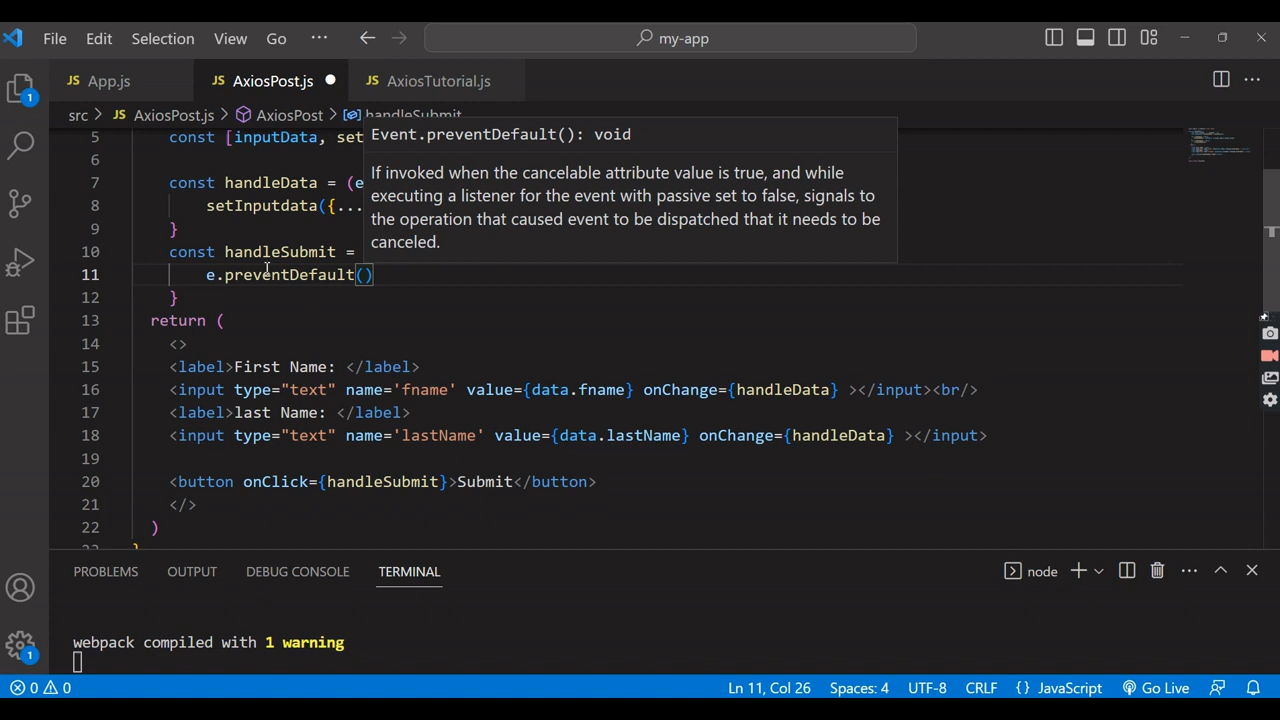 File Edit Selection View Go ··· my-app
JS App.js JS AxiosPost.js JS AxiosTutorial.js
src > JS AxiosPost.js > AxiosPost > handleSubmit
5 const [inputData, set
6
7 const handleData = (e
8 setInputdata({...
9 }
10 const handleSubmit =
11 e.preventDefault()
12 }
13 return (
14 <>
15 <label>First Name: </label>
16 <input type="text" name='fname' value={data.fname} onChange={handleData} ></input><br/>
17 <label>last Name: </label>
18 <input type="text" name='lastName' value={data.lastName} onChange={handleData} ></input>
19
20 <button onClick={handleSubmit}>Submit</button>
21 </>
22 )
}
Event.preventDefault(): void
If invoked when the cancelable attribute value is true, and while
executing a listener for the event with passive set to false, signals to
the operation that caused event to be dispatched that it needs to be
canceled.
1
1
PROBLEMS OUTPUT DEBUG CONSOLE TERMINAL node
webpack compiled with 1 warning
0 0 Ln 11, Col 26 Spaces: 4 UTF-8 CRLF {} JavaScript Go Live